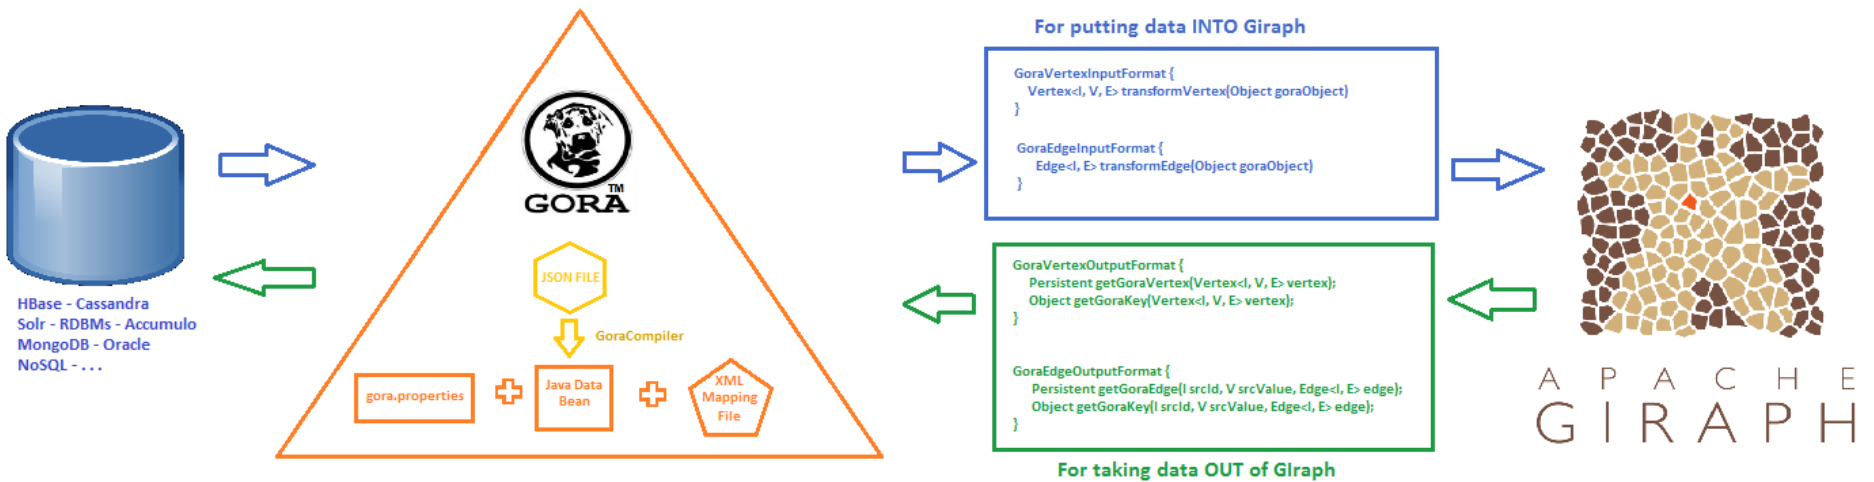 For putting data INTO Giraph
GoraVertexInputFormat {
Vertex<I, V, E> transformVertex(Object goraObject)
}
GoraEdgeInputFormat {
Edge<I, E> transformEdge(Object goraObject)
}
HBase - Cassandra
Solr - RDBMs - Accumulo
MongoDB - Oracle
NoSQL - . . .
TM
GORA
JSON FILE
GoraCompiler
gora.properties
Java Data
Bean
XML
Mapping
File
GoraVertexOutputFormat {
Persistent getGoraVertex(Vertex<I, V, E> vertex);
Object getGoraKey(Vertex<I, V, E> vertex);
}
GoraEdgeOutputFormat {
Persistent getGoraEdge(I srcId, V srcValue, Edge<I, E> edge);
Object getGoraKey(I srcId, V srcValue, Edge<I, E> edge);
}
For taking data OUT of GIraph
APACHE
GIRAPH